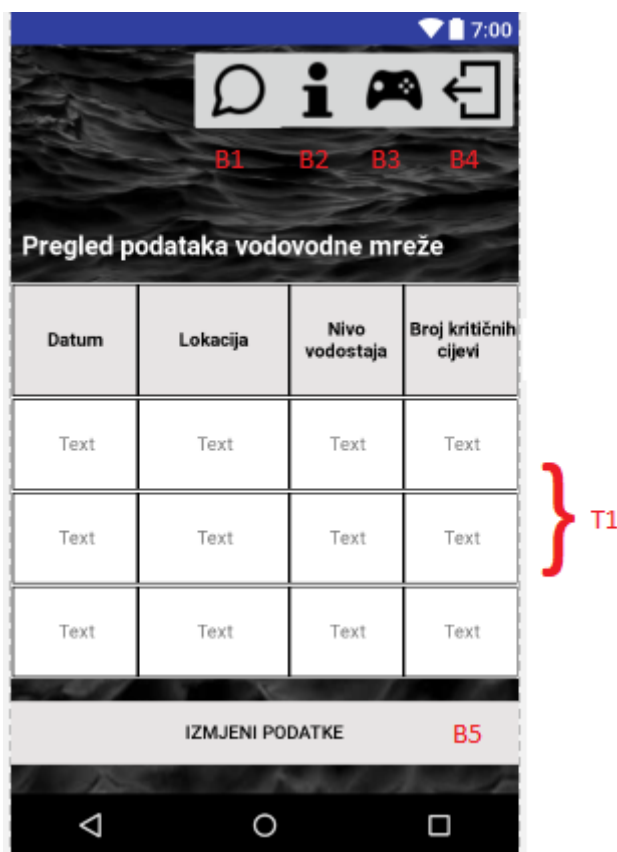 7:00
B1 B2 B3 B4
Pregled podataka vodovodne mreže
Datum Lokacija Nivo vodostaja Broj kritičnih cijevi
Text Text Text Text
Text Text Text Text
T1
Text Text Text Text
IZMJENI PODATKE B5